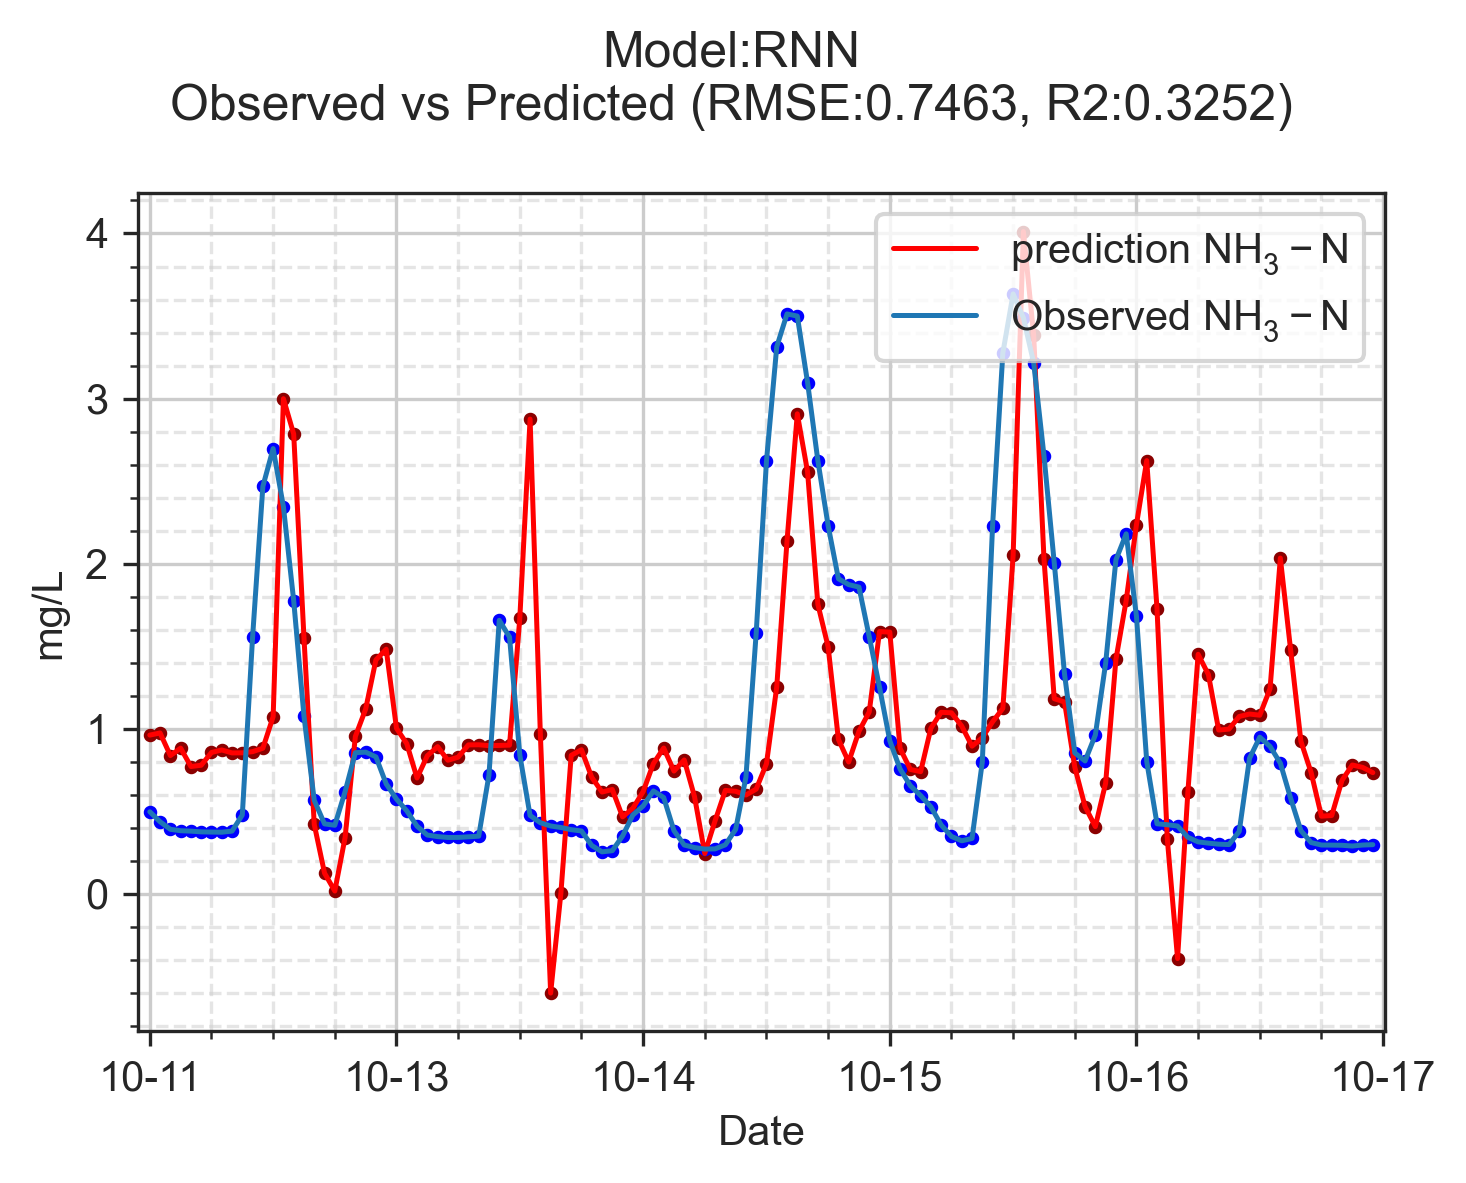 Model:RNN
Observed vs Predicted (RMSE:0.7463, R2:0.3252)
prediction NH₃ − N
Observed NH₃ − N
mg/L
4
3
2
1
0
10-11 10-13 10-14 10-15 10-16 10-17
Date